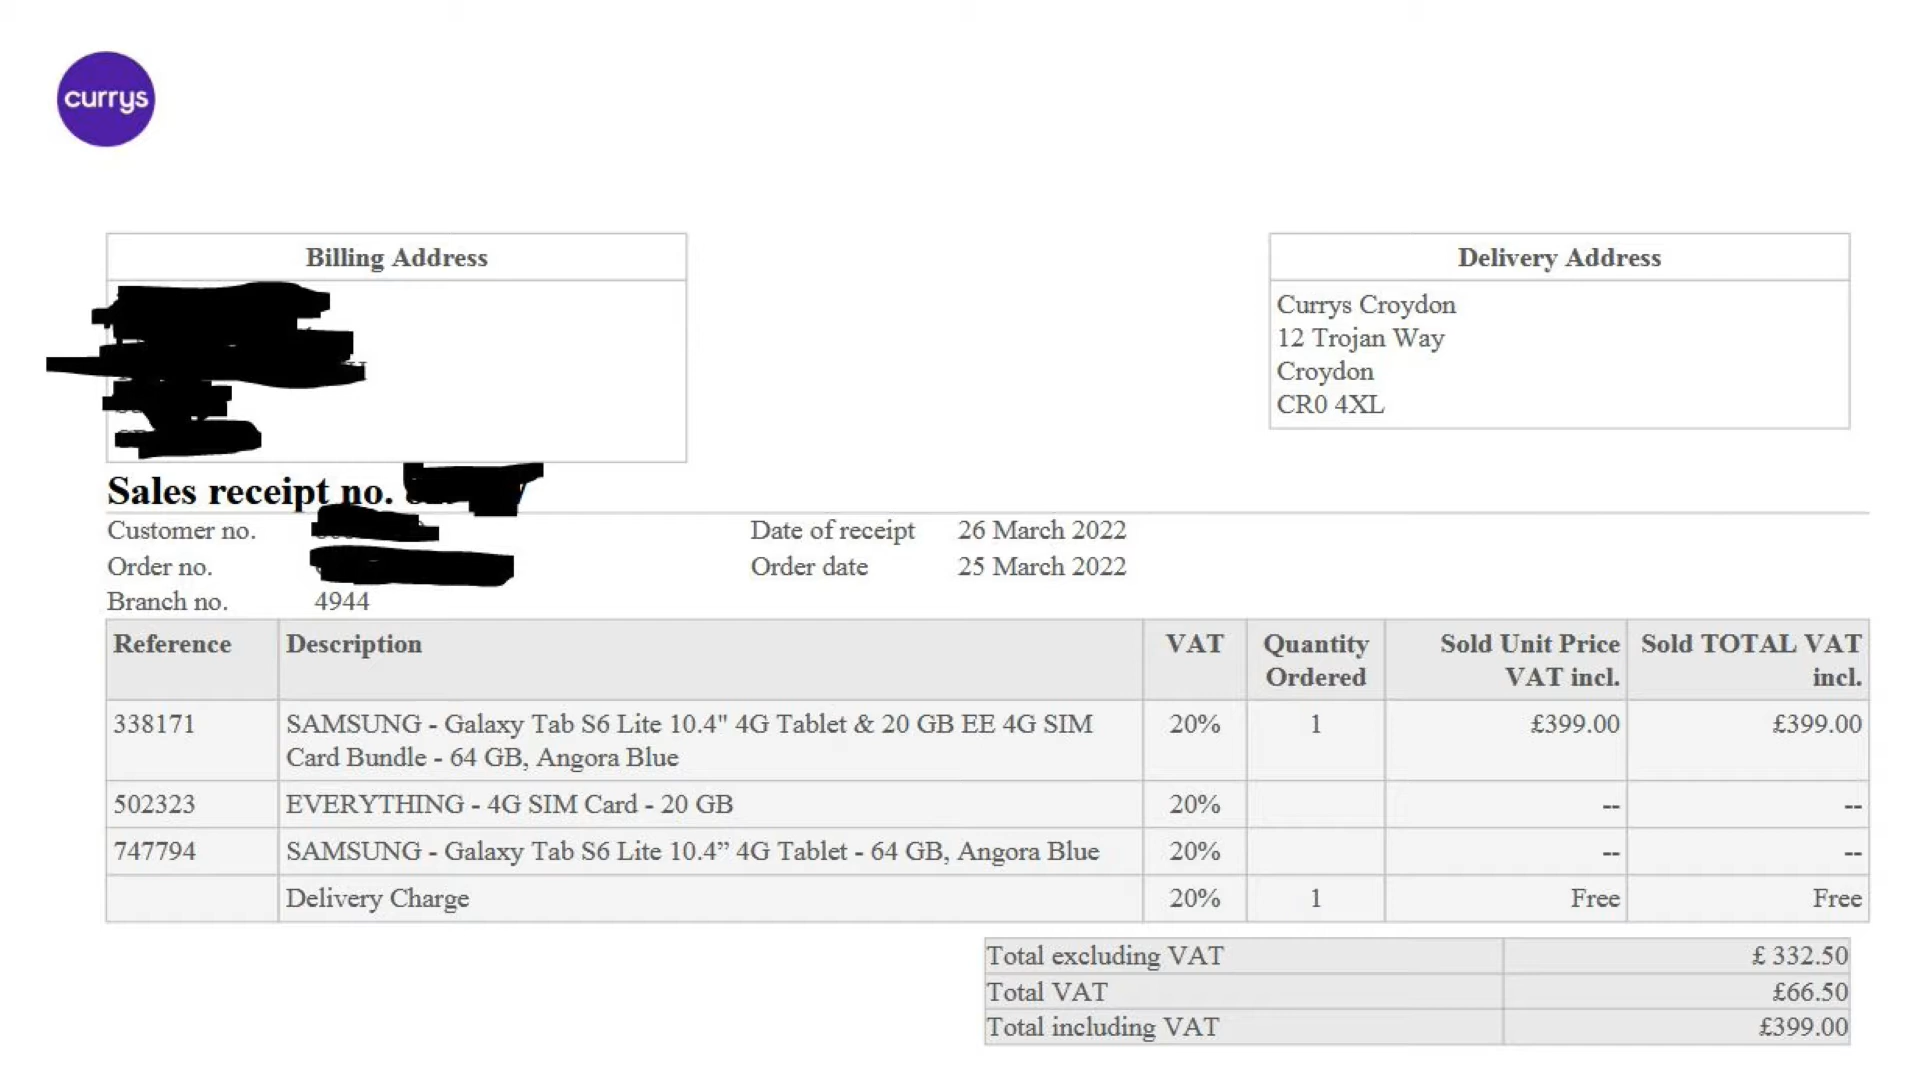 currys
Billing Address
Delivery Address
Currys Croydon
12 Trojan Way
Croydon
CR0 4XL
Sales receipt no.
Customer no.
Date of receipt 26 March 2022
Order no.
Order date 25 March 2022
Branch no. 4944
Reference Description VAT Quantity Ordered Sold Unit Price VAT incl. Sold TOTAL VAT incl.
338171 SAMSUNG - Galaxy Tab S6 Lite 10.4" 4G Tablet & 20 GB EE 4G SIM 20% 1 £399.00 £399.00
Card Bundle - 64 GB, Angora Blue
502323 EVERYTHING - 4G SIM Card - 20 GB 20% -- --
747794 SAMSUNG - Galaxy Tab S6 Lite 10.4” 4G Tablet - 64 GB, Angora Blue 20% -- --
Delivery Charge 20% 1 Free Free
Total excluding VAT £ 332.50
Total VAT £66.50
Total including VAT £399.00